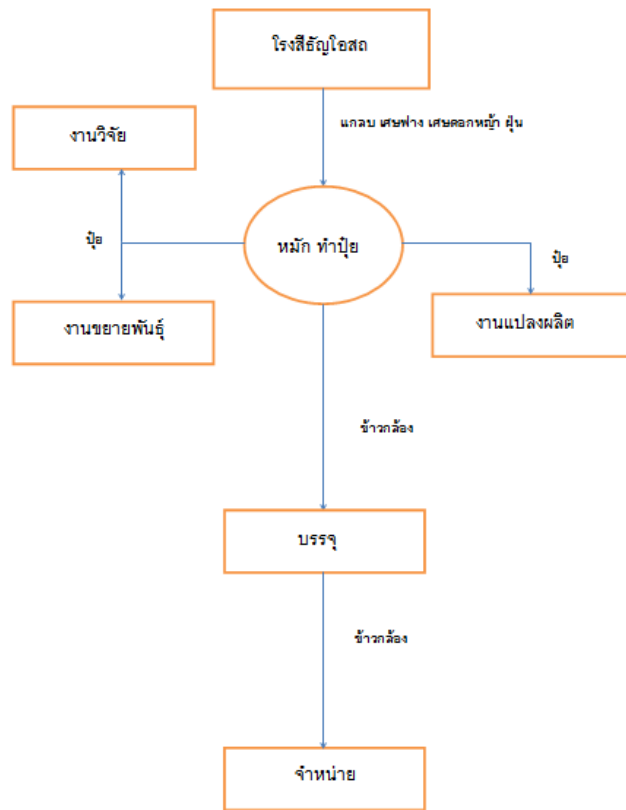 โรงสีธัญโอสถ
แกลบ เศษฟาง เศษดอกหญ้า ฝุ่น
งานวิจัย
หมัก ทำปุ๋ย
ปุ๋ย
ปุ๋ย
งานขยายพันธุ์
งานแปลงผลิต
ข้าวกล้อง
บรรจุ
ข้าวกล้อง
จำหน่าย